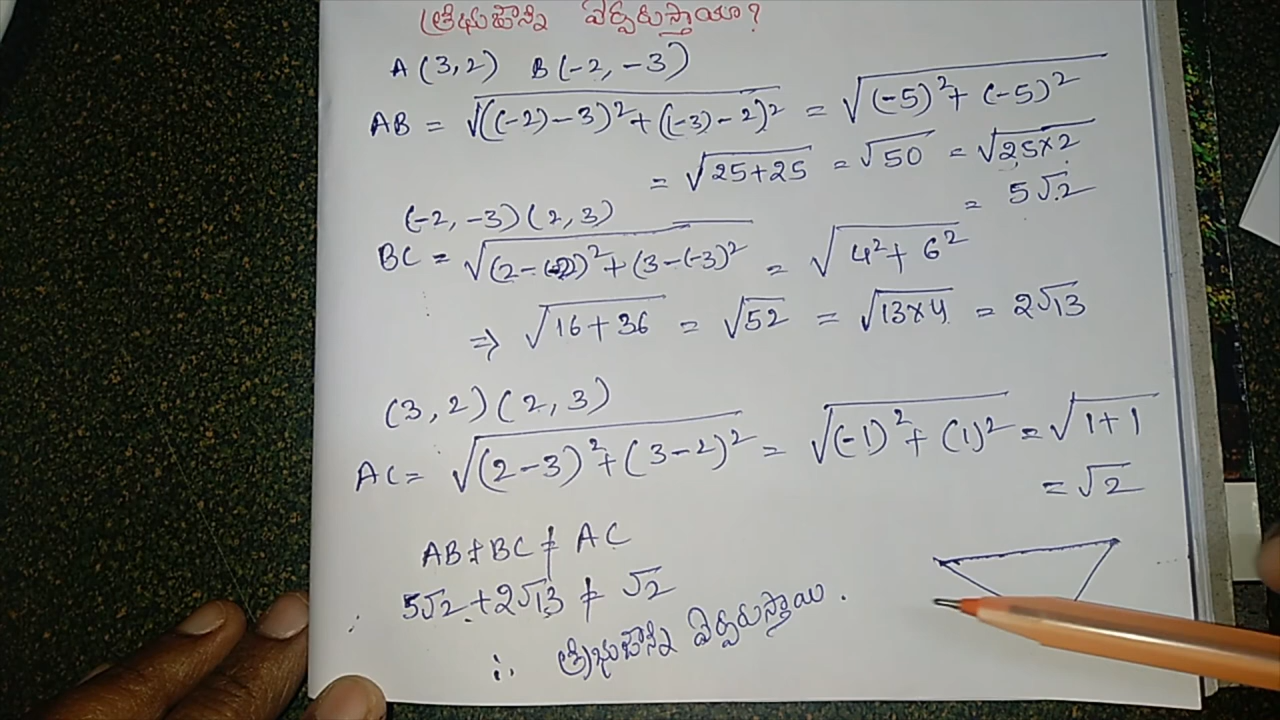 త్రిభుజాన్ని ఏర్పరుస్తాయా?
A (3,2) B (-2, -3)
AB = √((-2)-3)² + ((-3)-2)² = √(-5)² + (-5)²
= √25+25 = √50 = √25×2
= 5√2
(-2, -3) (2, 3)
BC = √(2-(-2))² + (3-(-3)² = √4² + 6²
⇒ √16+36 = √52 = √13×4 = 2√13
(3, 2) (2, 3)
AC = √(2-3)² + (3-2)² = √(-1)² + (1)² = √1+1
= √2
AB ≠ BC ≠ AC
∴ 5√2 ≠ 2√13 ≠ √2
∴ త్రిభుజాన్ని ఏర్పరుస్తాయి.